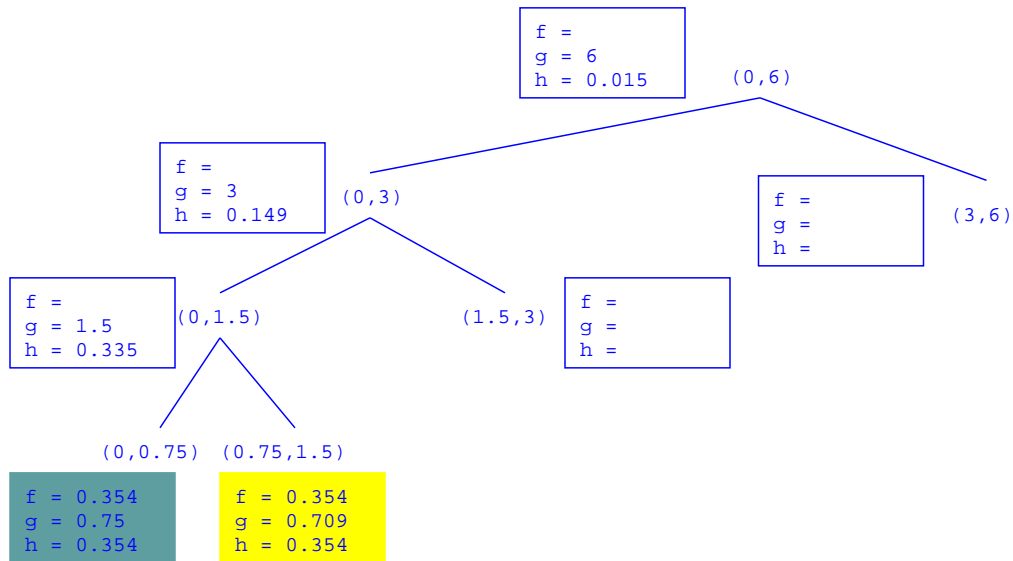 f =
g = 6
h = 0.015
(0,6)
f =
g = 3
h = 0.149
(0,3)
f =
g =
h =
(3,6)
f =
g = 1.5
h = 0.335
(0,1.5)
(1.5,3)
f =
g =
h =
(0,0.75)
(0.75,1.5)
f = 0.354
g = 0.75
h = 0.354
f = 0.354
g = 0.709
h = 0.354